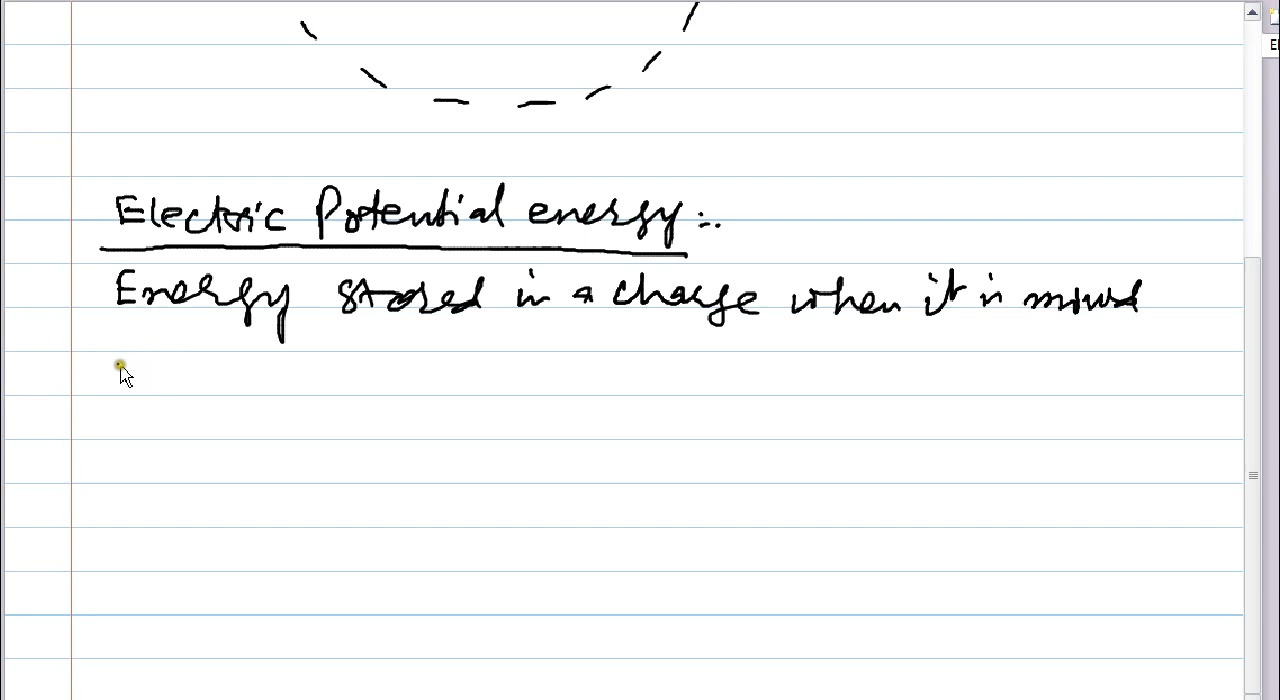 Electric Potential energy :-
Energy stored in a charge when it is moved